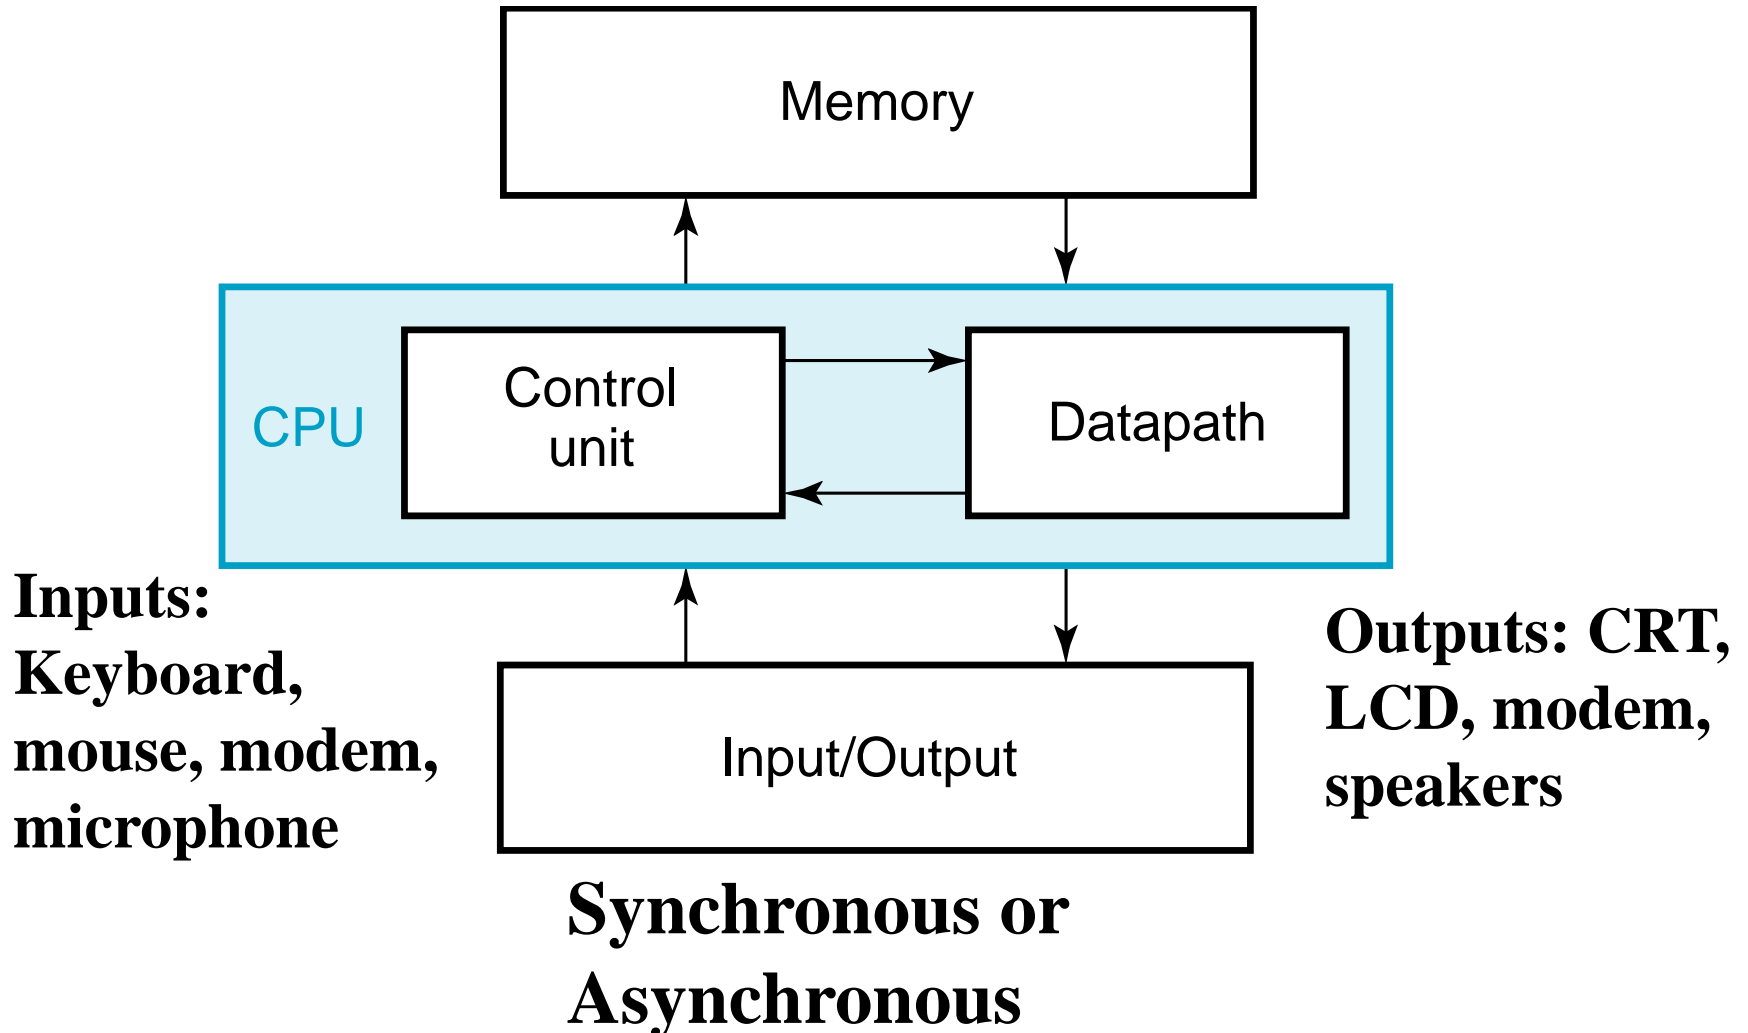 Memory
CPU
Control
unit
Datapath
Inputs:
Keyboard,
mouse, modem,
microphone
Outputs: CRT,
LCD, modem,
speakers
Input/Output
Synchronous or
Asynchronous